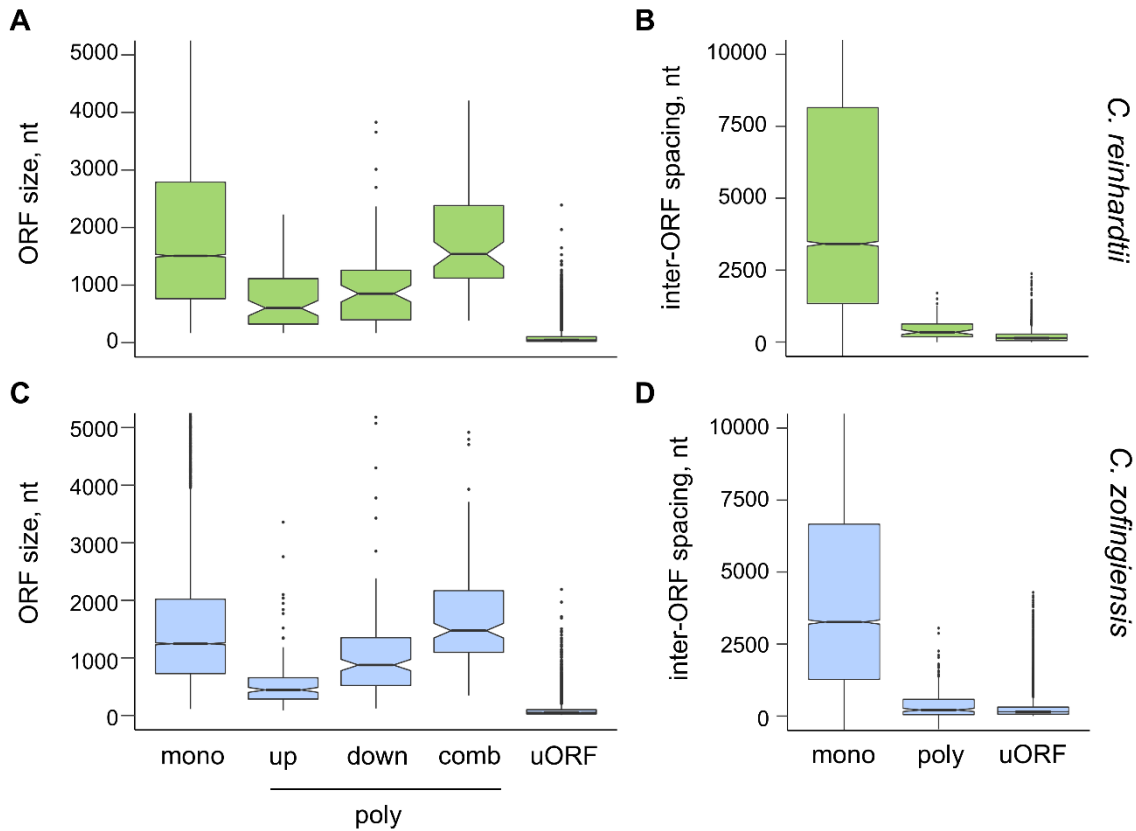 A
ORF size, nt
5000
4000
3000
2000
1000
0
B
inter-ORF spacing, nt
10000
7500
5000
2500
0
C. reinhardtii
C
ORF size, nt
5000
4000
3000
2000
1000
0
mono up down comb uORF
poly
D
inter-ORF spacing, nt
10000
7500
5000
2500
0
mono poly uORF
C. zofingiensis